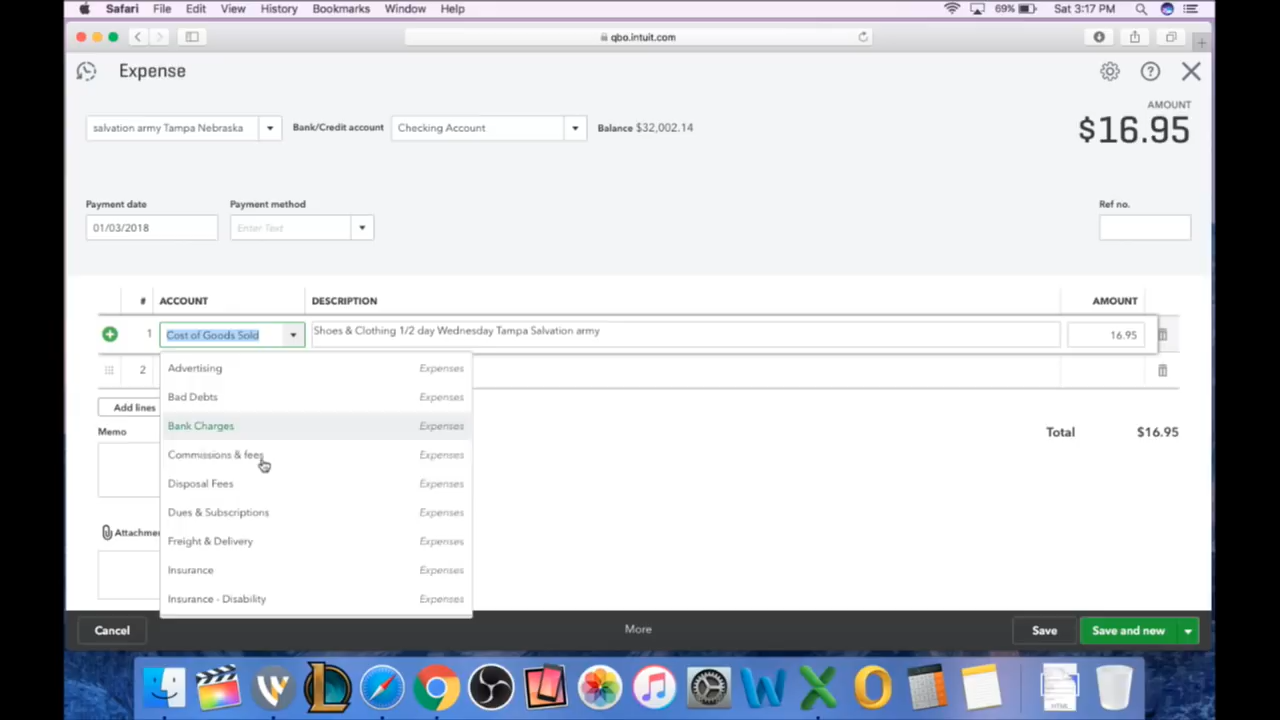 Safari File Edit View History Bookmarks Window Help 69% Sat 3:17 PM
qbo.intuit.com
Expense
AMOUNT
salvation army Tampa Nebraska Bank/Credit account Checking Account Balance $32,002.14 $16.95
Payment date Payment method Ref no.
01/03/2018 Enter Text
# ACCOUNT DESCRIPTION AMOUNT
1 Cost of Goods Sold Shoes & Clothing 1/2 day Wednesday Tampa Salvation army 16.95
Advertising Expenses
2
Bad Debts Expenses
Add lines
Bank Charges Expenses
Memo Total $16.95
Commissions & fees Expenses
Disposal Fees Expenses
Dues & Subscriptions Expenses
Attachme
Freight & Delivery Expenses
Insurance Expenses
Insurance - Disability Expenses
Cancel More Save Save and new
HTML